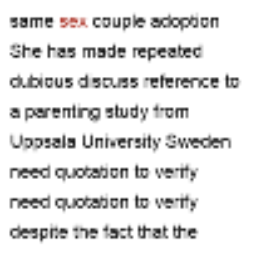 same sex couple adoption
She has made repeated
dubious discuss reference to
a parenting study from
Uppsala University Sweden
need quotation to verify
need quotation to verify
despite the fact that the